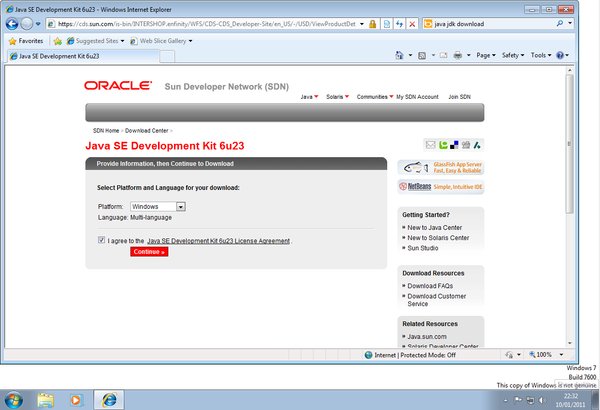 Java SE Development Kit 6u23 - Windows Internet Explorer
https://cds.sun.com/is-bin/INTERSHOP.enfinity/WFS/CDS-CDS_Developer-Site/en_US/-/USD/ViewProductDet
java jdk download
Favorites
Suggested Sites
Web Slice Gallery
Java SE Development Kit 6u23
Page
Safety
Tools
ORACLE
Sun Developer Network (SDN)
Java
Solaris
Communities
My SDN Account
Join SDN
SDN Home > Download Center >
Java SE Development Kit 6u23
Provide Information, then Continue to Download
Select Platform and Language for your download:
Platform: Windows
Language: Multi-language
I agree to the Java SE Development Kit 6u23 License Agreement .
Continue »
Glassfish App Server
Fast, Easy & Reliable
NetBeans Simple, Intuitive IDE
Getting Started?
» New to Java Center
» New to Solaris Center
» Sun Studio
Download Resources
» Download FAQs
» Download Customer
Service
Related Resources
» Java.sun.com
» Solaris Developer Center
Internet | Protected Mode: Off
100%
Windows 7
Build 7600
This copy of Windows is not genuine
22:32
10/01/2011